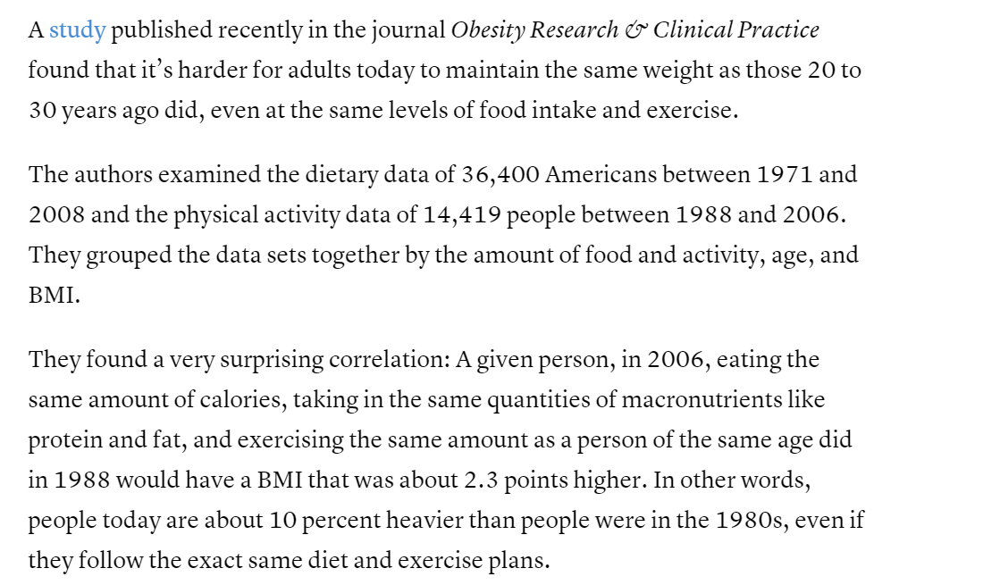 A study published recently in the journal Obesity Research & Clinical Practice
found that it’s harder for adults today to maintain the same weight as those 20 to
30 years ago did, even at the same levels of food intake and exercise.
The authors examined the dietary data of 36,400 Americans between 1971 and
2008 and the physical activity data of 14,419 people between 1988 and 2006.
They grouped the data sets together by the amount of food and activity, age, and
BMI.
They found a very surprising correlation: A given person, in 2006, eating the
same amount of calories, taking in the same quantities of macronutrients like
protein and fat, and exercising the same amount as a person of the same age did
in 1988 would have a BMI that was about 2.3 points higher. In other words,
people today are about 10 percent heavier than people were in the 1980s, even if
they follow the exact same diet and exercise plans.